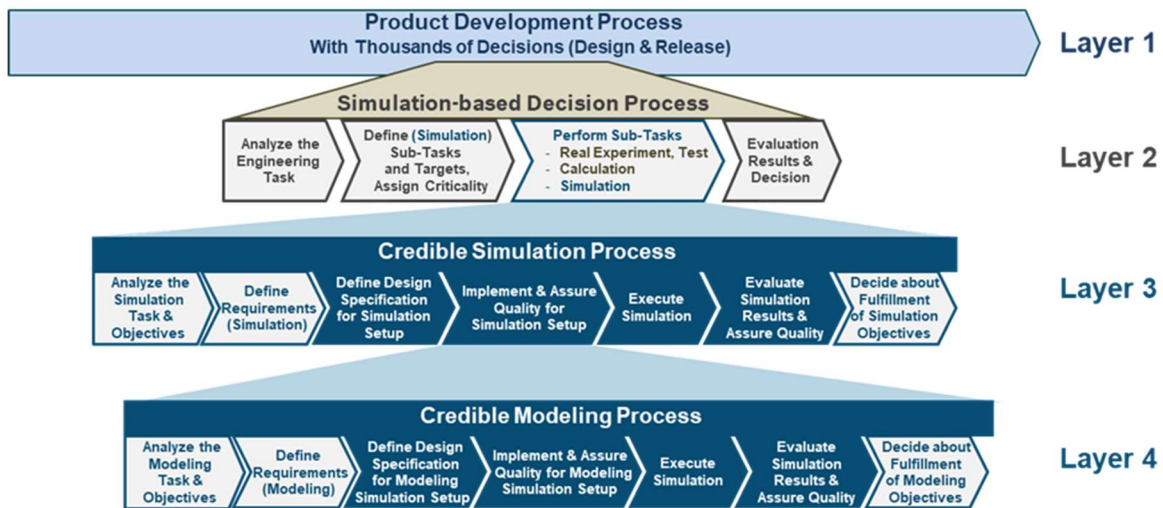 Product Development Process
With Thousands of Decisions (Design & Release)
Layer 1
Simulation-based Decision Process
Analyze the
Engineering
Task
Define (Simulation)
Sub-Tasks
and Targets,
Assign Criticality
Perform Sub-Tasks
- Real Experiment, Test
- Calculation
- Simulation
Evaluation
Results &
Decision
Layer 2
Credible Simulation Process
Analyze the
Simulation
Task &
Objectives
Define
Requirements
(Simulation)
Define Design
Specification
for Simulation
Setup
Implement & Assure
Quality for
Simulation Setup
Execute
Simulation
Evaluate
Simulation
Results &
Assure Quality
Decide about
Fulfillment
of Simulation
Objectives
Layer 3
Credible Modeling Process
Analyze the
Modeling
Task &
Objectives
Define
Requirements
(Modeling)
Define Design
Specification
for Modeling
Simulation Setup
Implement & Assure
Quality for Modeling
Simulation Setup
Execute
Simulation
Evaluate
Simulation
Results &
Assure Quality
Decide about
Fulfillment
of Modeling
Objectives
Layer 4